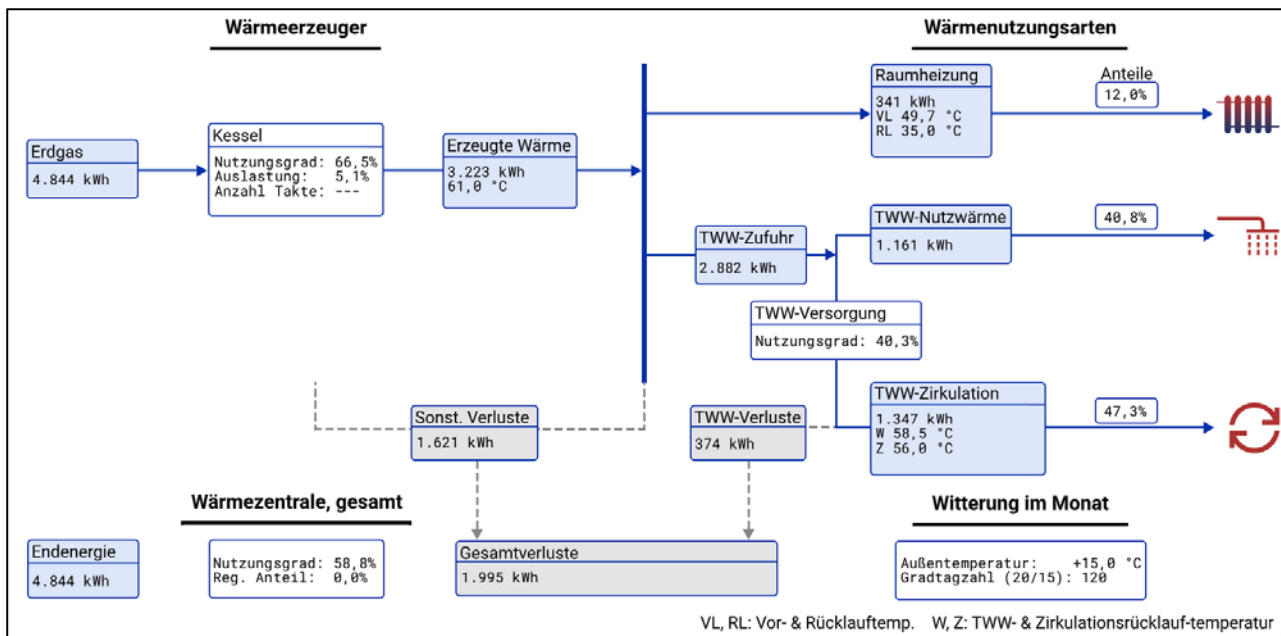 Wärmeerzeuger
Wärmenutzungsarten
Raumheizung
341 kWh
VL 49,7 °C
RL 35,0 °C
Anteile
12,0%
Erdgas
4.844 kWh
Kessel
Nutzungsgrad: 66,5%
Auslastung: 5,1%
Anzahl Takte: ---
Erzeugte Wärme
3.223 kWh
61,0 °C
TWW-Zufuhr
2.882 kWh
TWW-Nutzwärme
1.161 kWh
40,8%
TWW-Versorgung
Nutzungsgrad: 40,3%
TWW-Zirkulation
1.347 kWh
W 58,5 °C
Z 56,0 °C
47,3%
Sonst. Verluste
1.621 kWh
TWW-Verluste
374 kWh
Wärmezentrale, gesamt
Witterung im Monat
Endenergie
4.844 kWh
Nutzungsgrad: 58,8%
Reg. Anteil: 0,0%
Gesamtverluste
1.995 kWh
Außentemperatur: +15,0 °C
Gradtagzahl (20/15): 120
VL, RL: Vor- & Rücklauftemp. W, Z: TWW- & Zirkulationsrücklauf-temperatur